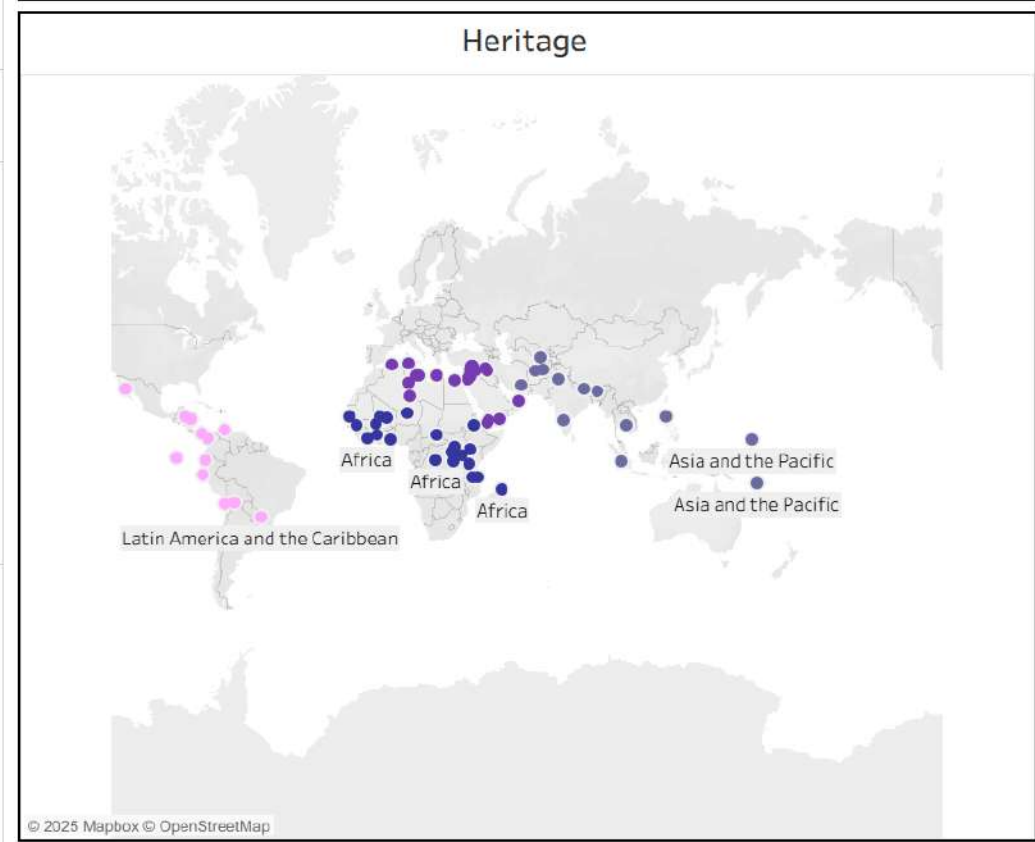 Heritage
Africa
Africa
Africa
Asia and the Pacific
Asia and the Pacific
Latin America and the Caribbean
© 2025 Mapbox © OpenStreetMap